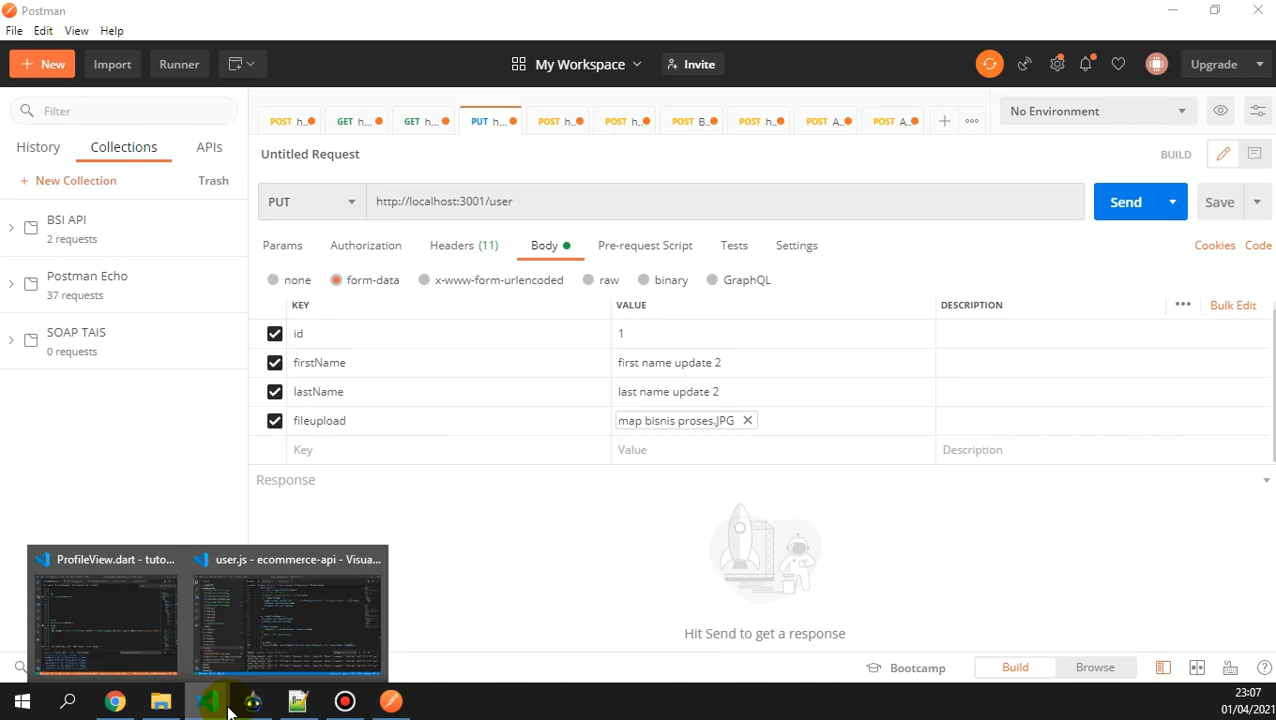 Postman
File Edit View Help
New Import Runner My Workspace Invite Upgrade
Filter
POST h.. GET h... GET h... PUT h... POST h.. POST h.. POST B.. POST h.. POST A.. POST A.. No Environment
History Collections APIs
Untitled Request BUILD
+ New Collection Trash
PUT http://localhost:3001/user Send Save
BSI API
2 requests
Params Authorization Headers (11) Body Pre-request Script Tests Settings Cookies Code
Postman Echo
37 requests
none form-data x-www-form-urlencoded raw binary GraphQL
KEY VALUE DESCRIPTION Bulk Edit
SOAP TAIS
0 requests
id 1
firstName first name update 2
lastName last name update 2
fileupload map bisnis proses.JPG
Key Value Description
Response
ProfileView.dart - tuto... user.js - ecommerce-api - Visua...
Hit Send to get a response
Bootcamp Build Browse
23:07
01/04/2021